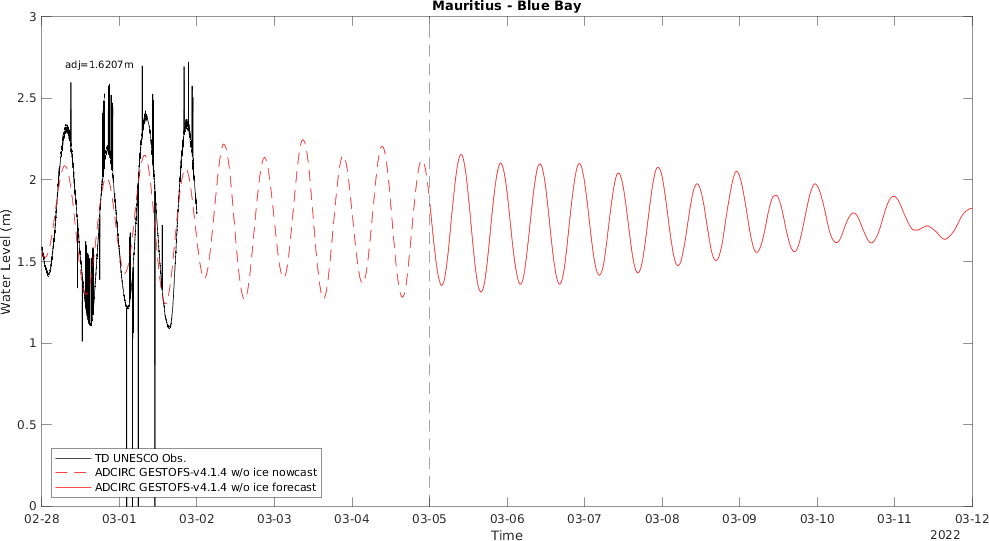 Mauritius - Blue Bay
adj=1.6207m
3
2.5
2
1.5
1
0.5
0
Water Level (m)
TD UNESCO Obs.
ADCIRC GESTOFS-v4.1.4 w/o ice nowcast
ADCIRC GESTOFS-v4.1.4 w/o ice forecast
02-28 03-01 03-02 03-03 03-04 03-05 03-06 03-07 03-08 03-09 03-10 03-11 03-12
Time
2022